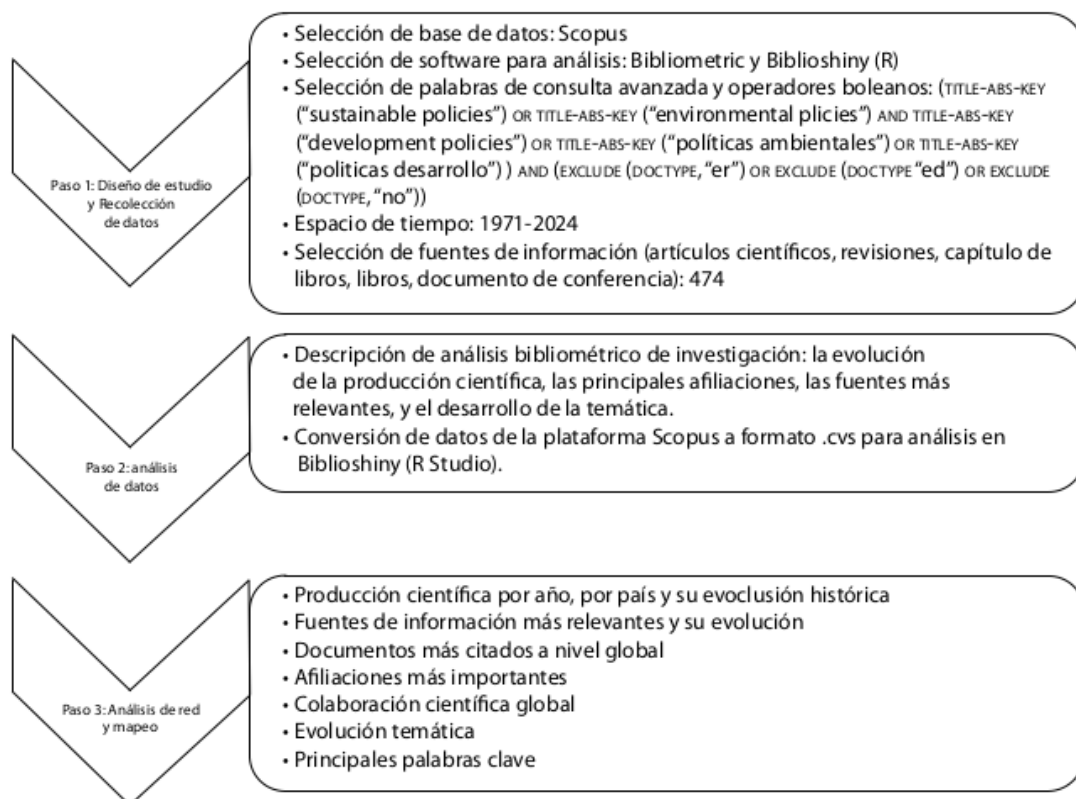 • Selección de base de datos: Scopus
• Selección de software para análisis: Bibliometric y Biblioshiny (R)
• Selección de palabras de consulta avanzada y operadores boleanos: (TITLE-ABS-KEY
(“sustainable policies”) OR TITLE-ABS-KEY (“environmental plicies”) AND TITLE-ABS-KEY
(“development policies”) OR TITLE-ABS-KEY (“políticas ambientales”) OR TITLE-ABS-KEY
(“politicas desarrollo”) ) AND (EXCLUDE (DOCTYPE, “er”) OR EXCLUDE (DOCTYPE “ed”) OR EXCLUDE
(DOCTYPE, “no”))
• Espacio de tiempo: 1971-2024
• Selección de fuentes de información (artículos científicos, revisiones, capítulo de
libros, libros, documento de conferencia): 474
Paso 1: Diseño de estudio
y Recolección
de datos
• Descripción de análisis bibliométrico de investigación: la evolución
de la producción científica, las principales afiliaciones, las fuentes más
relevantes, y el desarrollo de la temática.
• Conversión de datos de la plataforma Scopus a formato .cvs para análisis en
Biblioshiny (R Studio).
Paso 2: análisis
de datos
• Producción científica por año, por país y su evoclusión histórica
• Fuentes de información más relevantes y su evolución
• Documentos más citados a nivel global
• Afiliaciones más importantes
• Colaboración científica global
• Evolución temática
• Principales palabras clave
Paso 3: Análisis de red
y mapeo